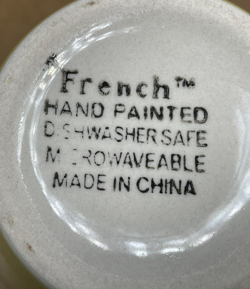 French™
HAND PAINTED
DISHWASHER SAFE
MICROWAVEABLE
MADE IN CHINA